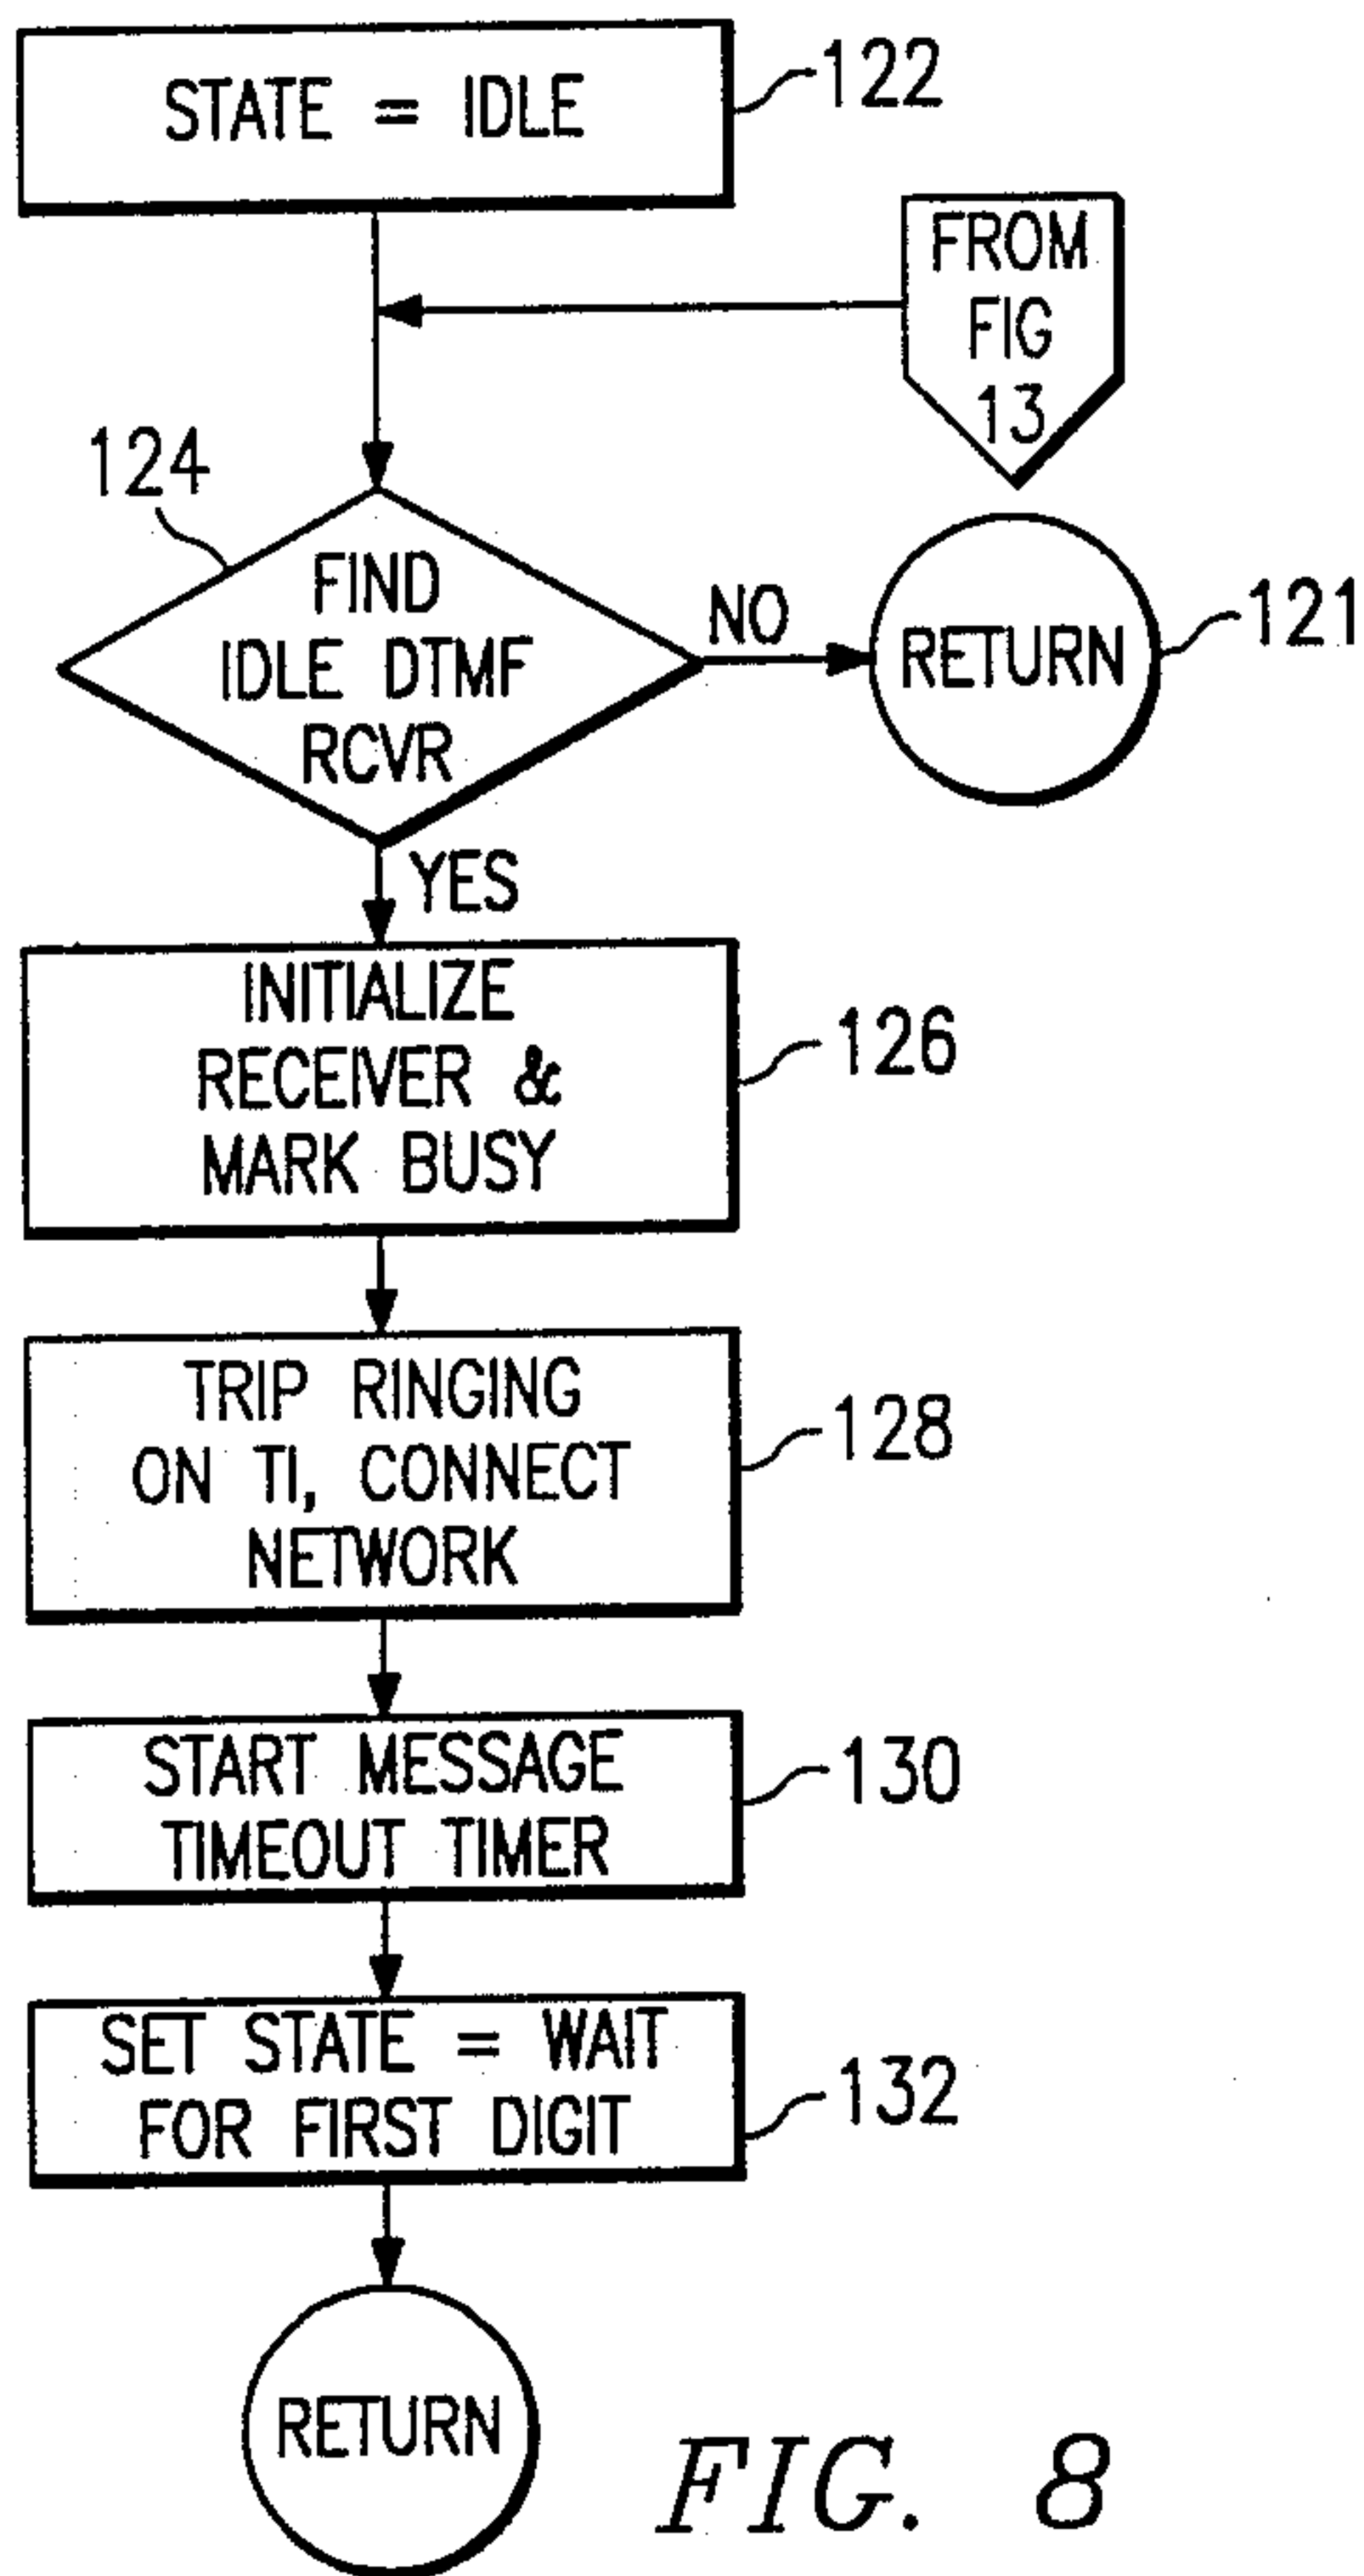 STATE = IDLE
122
FROM
FIG
13
124
FIND
IDLE DTMF
RCVR
NO
RETURN
121
YES
INITIALIZE
RECEIVER &
MARK BUSY
126
TRIP RINGING
ON TI, CONNECT
NETWORK
128
START MESSAGE
TIMEOUT TIMER
130
SET STATE = WAIT
FOR FIRST DIGIT
132
RETURN
FIG. 8